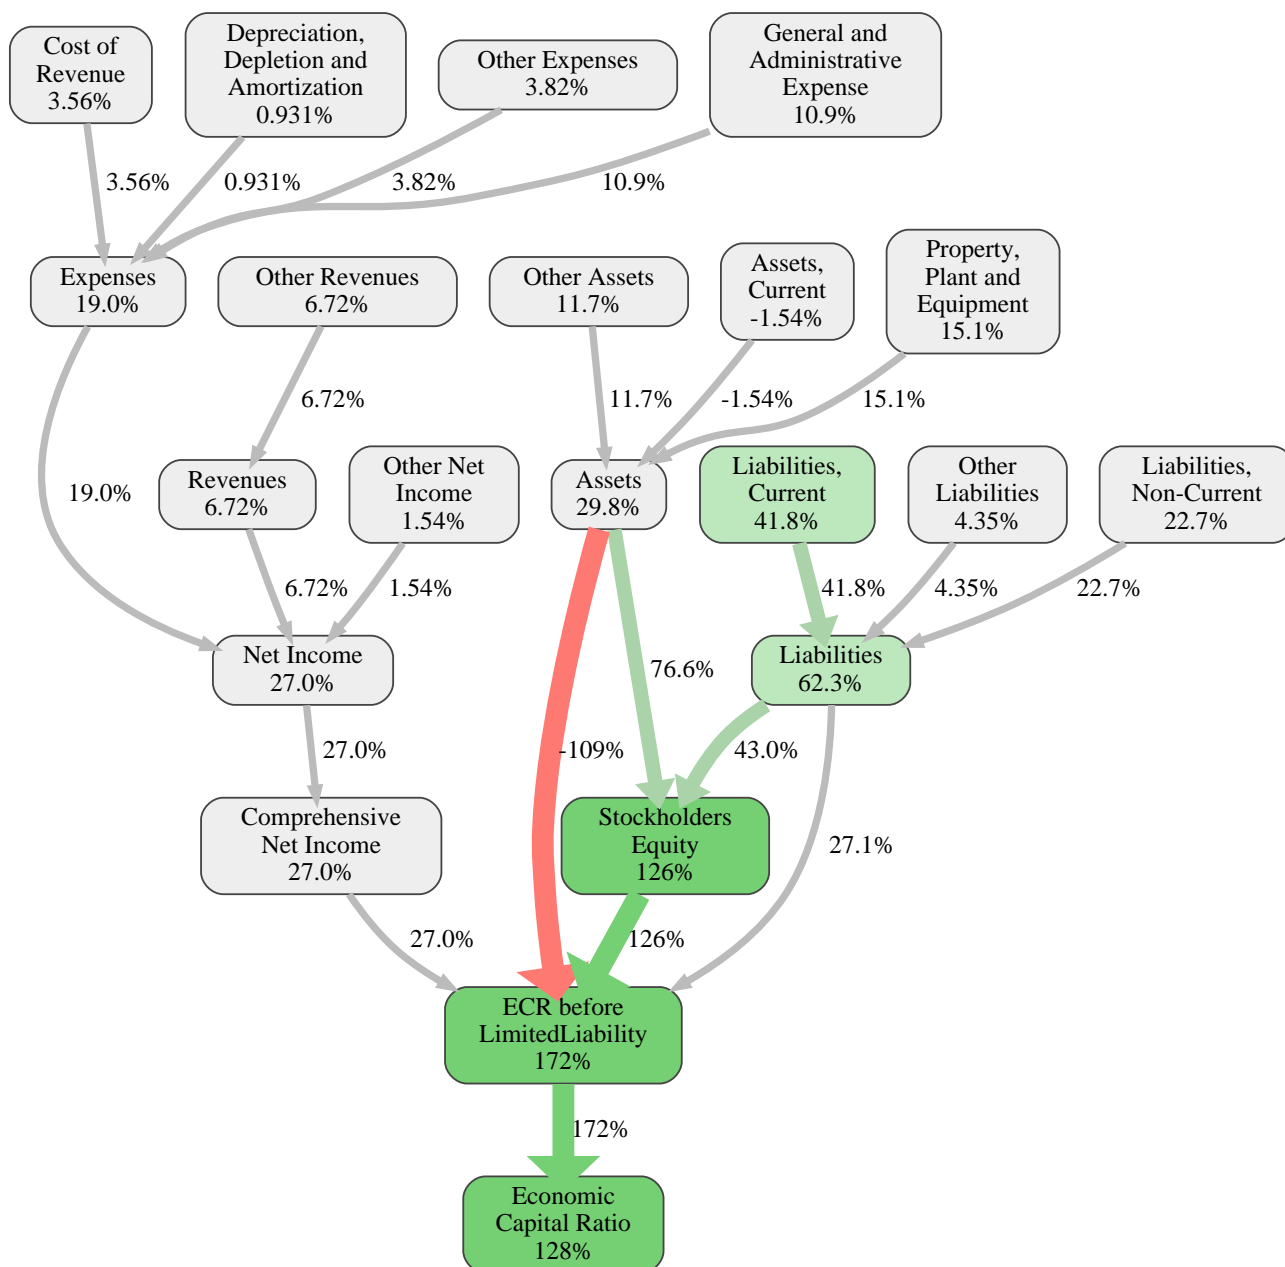 Cost of
Revenue
3.56%
Depreciation,
Depletion and
Amortization
0.931%
Other Expenses
3.82%
General and
Administrative
Expense
10.9%
3.56%
0.931%
3.82%
10.9%
Expenses
19.0%
Other Revenues
6.72%
Other Assets
11.7%
Assets,
Current
-1.54%
Property,
Plant and
Equipment
15.1%
6.72%
11.7%
-1.54%
15.1%
19.0%
Revenues
6.72%
Other Net
Income
1.54%
Assets
29.8%
Liabilities,
Current
41.8%
Other
Liabilities
4.35%
Liabilities,
Non-Current
22.7%
6.72%
1.54%
41.8%
4.35%
22.7%
Net Income
27.0%
76.6%
Liabilities
62.3%
27.0%
-109%
43.0%
Comprehensive
Net Income
27.0%
Stockholders
Equity
126%
27.1%
27.0%
126%
ECR before
LimitedLiability
172%
172%
Economic
Capital Ratio
128%